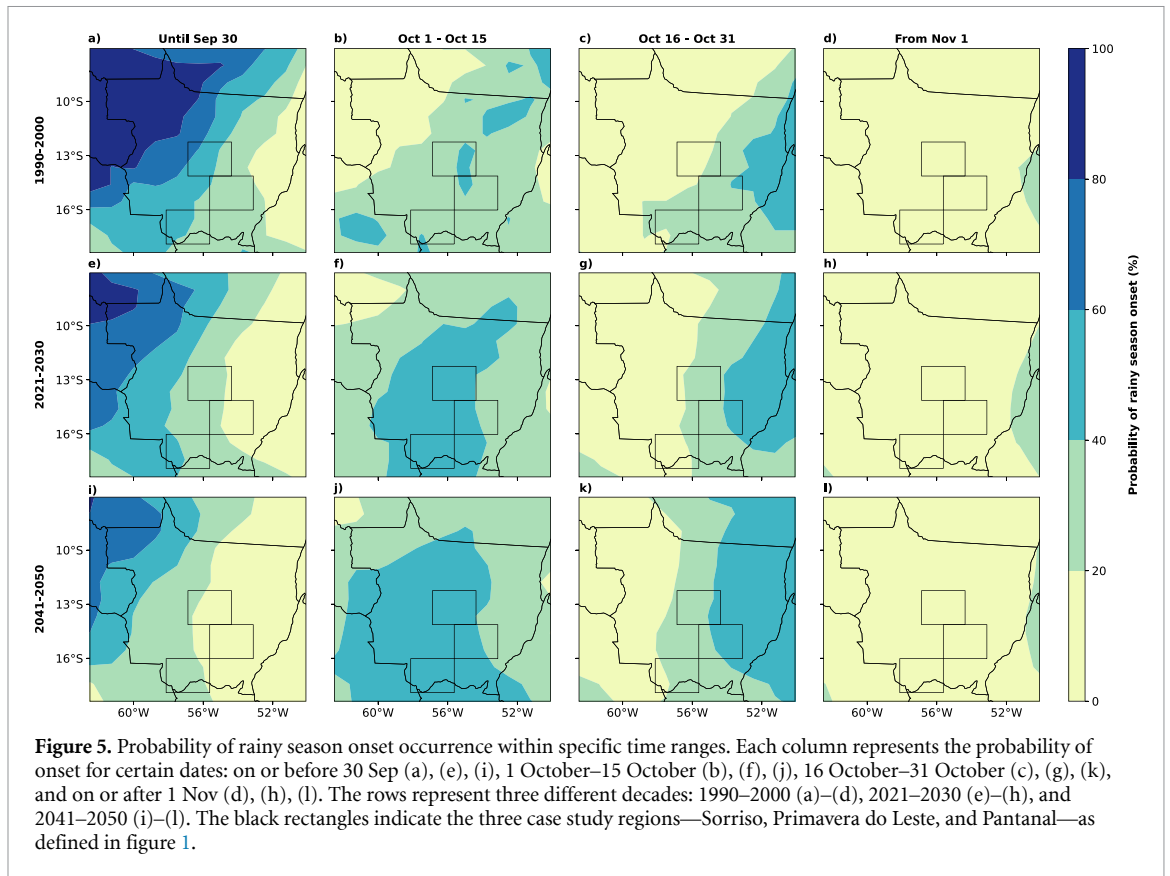 a) Until Sep 30 b) Oct 1 - Oct 15 c) Oct 16 - Oct 31 d) From Nov 1
10°S
13°S
16°S
1990-2000
e) f) g) h)
10°S
13°S
16°S
2021-2030
i) j) k) l)
10°S
13°S
16°S
2041-2050
60°W 56°W 52°W 60°W 56°W 52°W 60°W 56°W 52°W 60°W 56°W 52°W
100
80
60
40
20
0
Probability of rainy season onset (%)
Figure 5. Probability of rainy season onset occurrence within specific time ranges. Each column represents the probability of
onset for certain dates: on or before 30 Sep (a), (e), (i), 1 October–15 October (b), (f), (j), 16 October–31 October (c), (g), (k),
and on or after 1 Nov (d), (h), (l). The rows represent three different decades: 1990–2000 (a)–(d), 2021–2030 (e)–(h), and
2041–2050 (i)–(l). The black rectangles indicate the three case study regions—Sorriso, Primavera do Leste, and Pantanal—as
defined in figure 1.